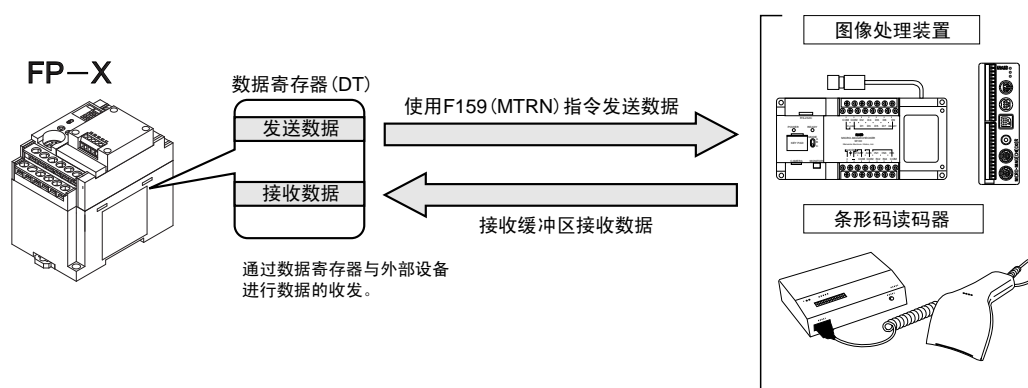 FP－X
数据寄存器(DT)
发送数据
接收数据
通过数据寄存器与外部设备
进行数据的收发。
使用F159(MTRN)指令发送数据
接收缓冲区接收数据
图像处理装置
条形码读码器